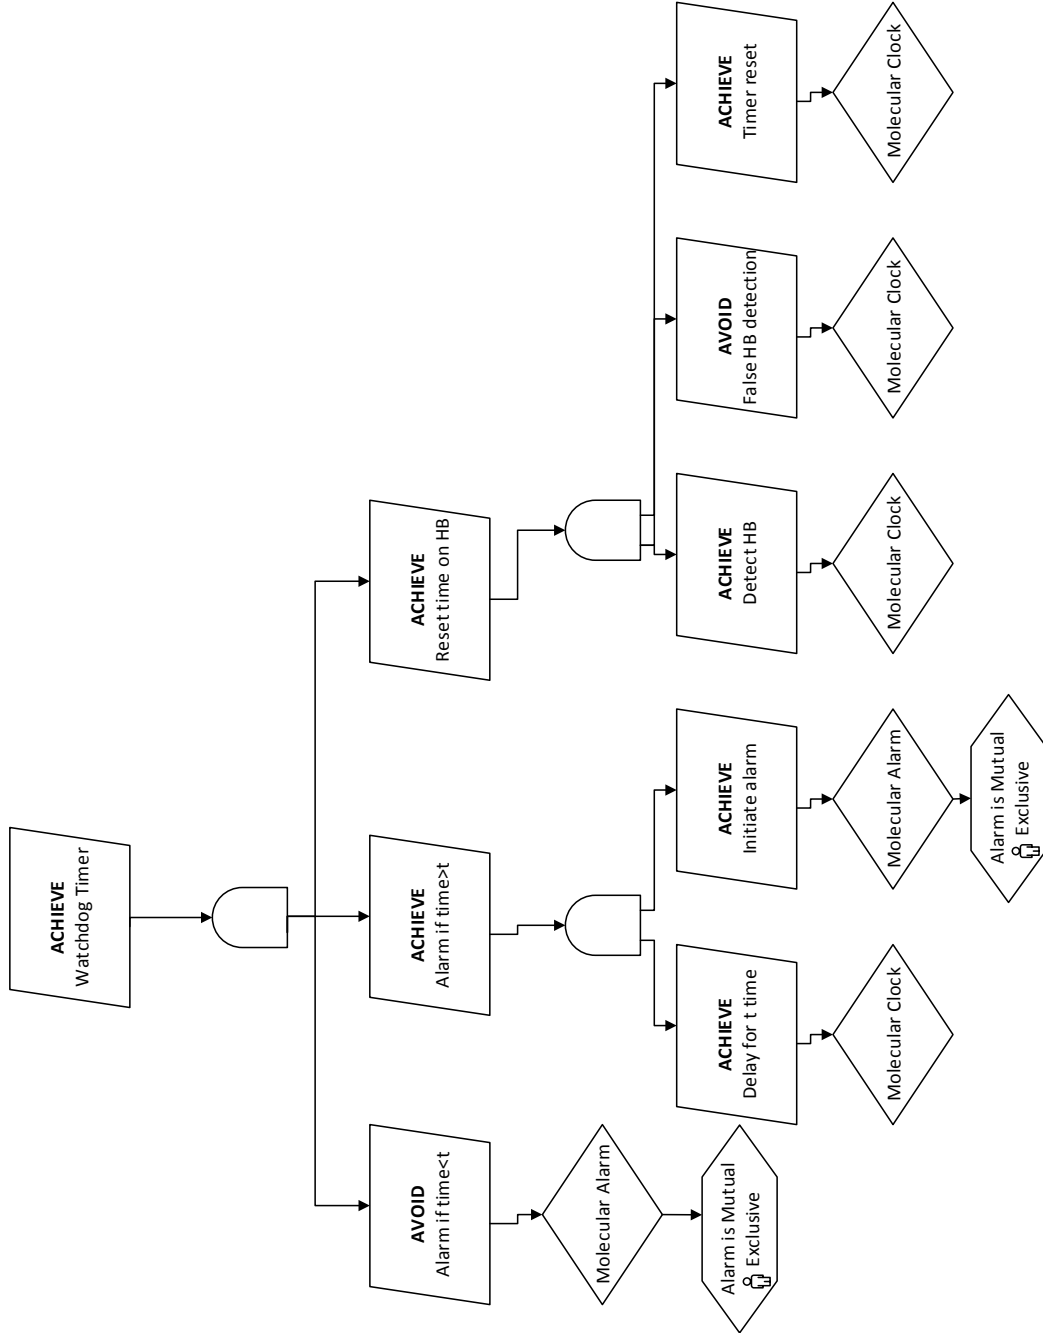 ACHIEVE
Watchdog Timer
AVOID
Alarm if time<t
ACHIEVE
Alarm if time>t
ACHIEVE
Reset time on HB
Molecular Alarm
Alarm is Mutual
Exclusive
ACHIEVE
Delay for t time
ACHIEVE
Initiate alarm
ACHIEVE
Detect HB
AVOID
False HB detection
ACHIEVE
Timer reset
Molecular Clock
Molecular Alarm
Molecular Clock
Molecular Clock
Molecular Clock
Alarm is Mutual
Exclusive